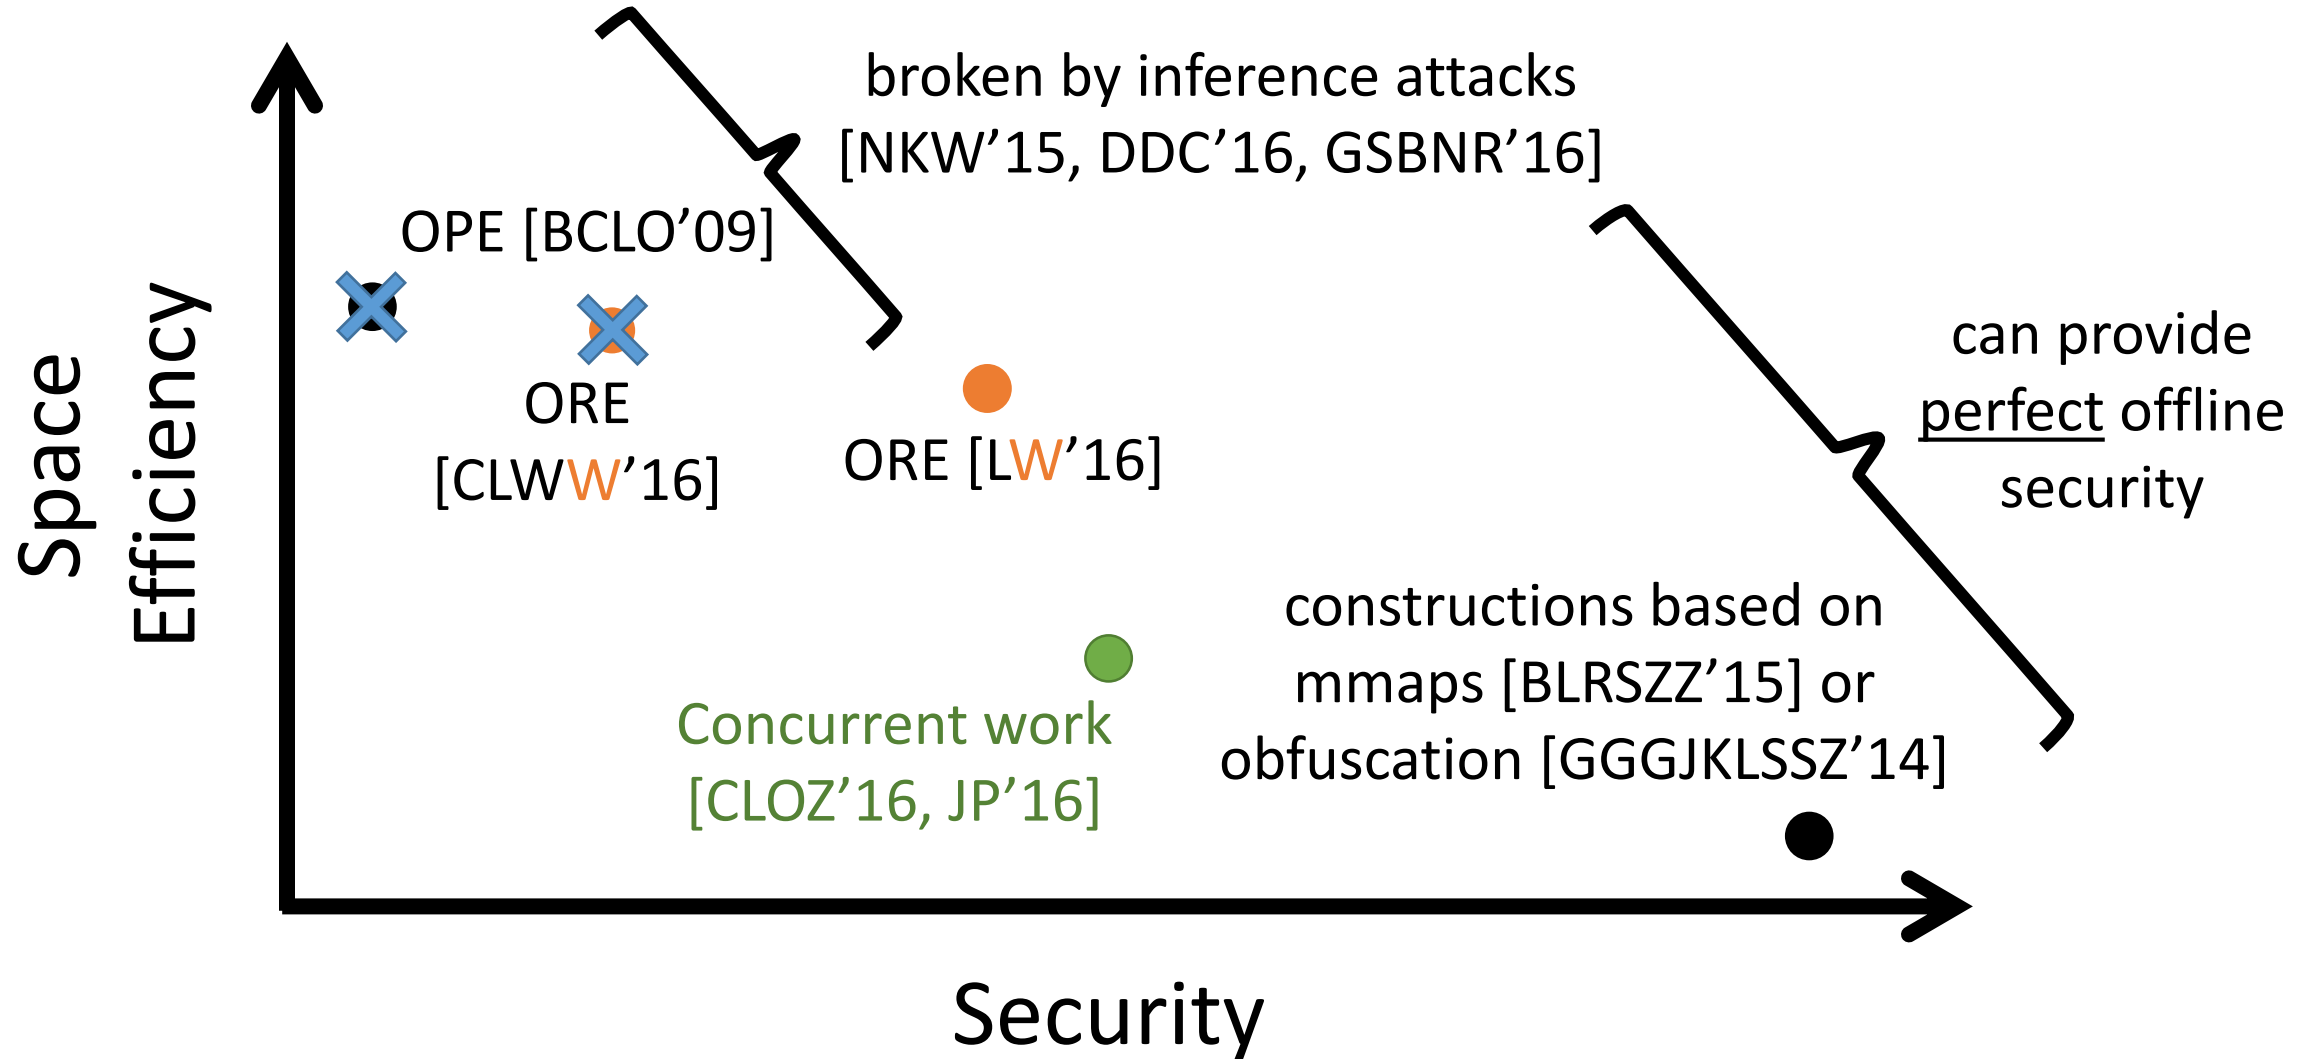 broken by inference attacks
[NKW’15, DDC’16, GSBNR’16]
OPE [BCLO’09]
ORE
[CLWWW’16]
ORE [LW’16]
can provide
perfect offline
security
constructions based on
mmaps [BLRSZZ’15] or
obfuscation [GGGJKLSSZ’14]
Concurrent work
[CLOZ’16, JP’16]
Space
Efficiency
Security